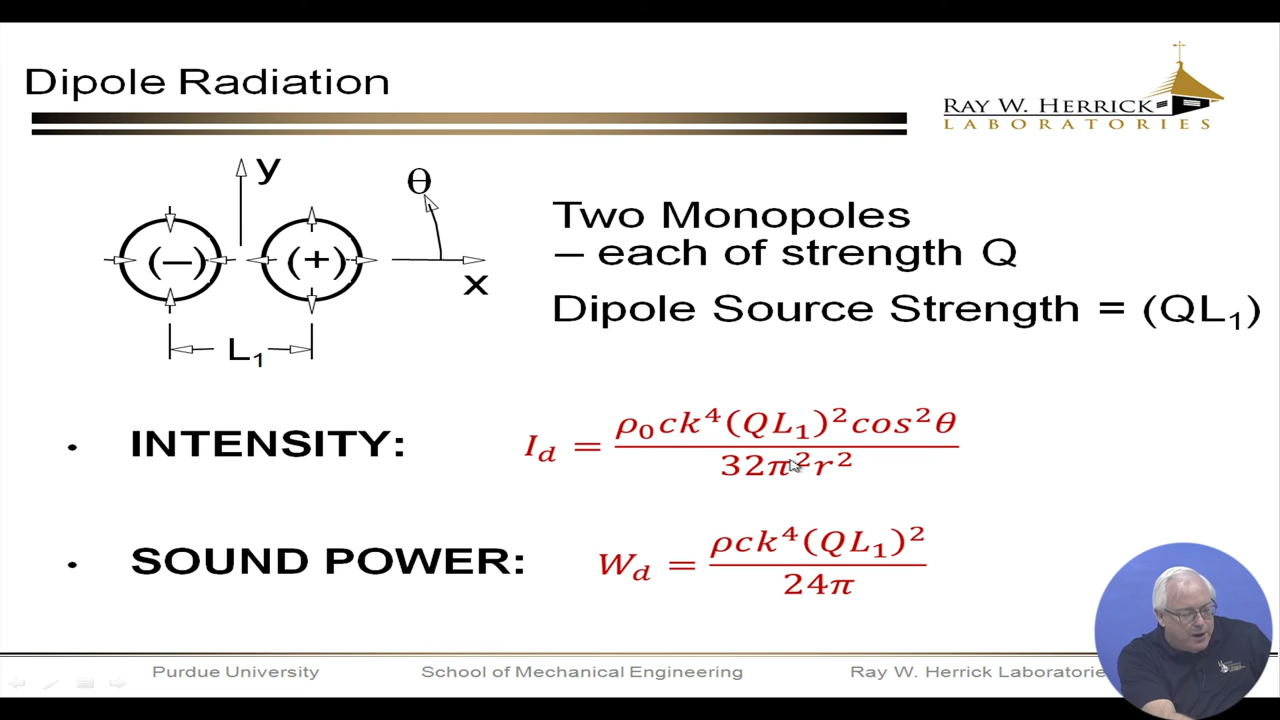 Dipole Radiation
RAY W. HERRICK
LABORATORIES
y
θ
(–) (+)
x
L₁
Two Monopoles
– each of strength Q
Dipole Source Strength = (QL₁)
• INTENSITY: I_d = ρ₀ck⁴(QL₁)²cos²θ / 32π²r²
• SOUND POWER: W_d = ρck⁴(QL₁)² / 24π
Purdue University School of Mechanical Engineering Ray W. Herrick Laboratories